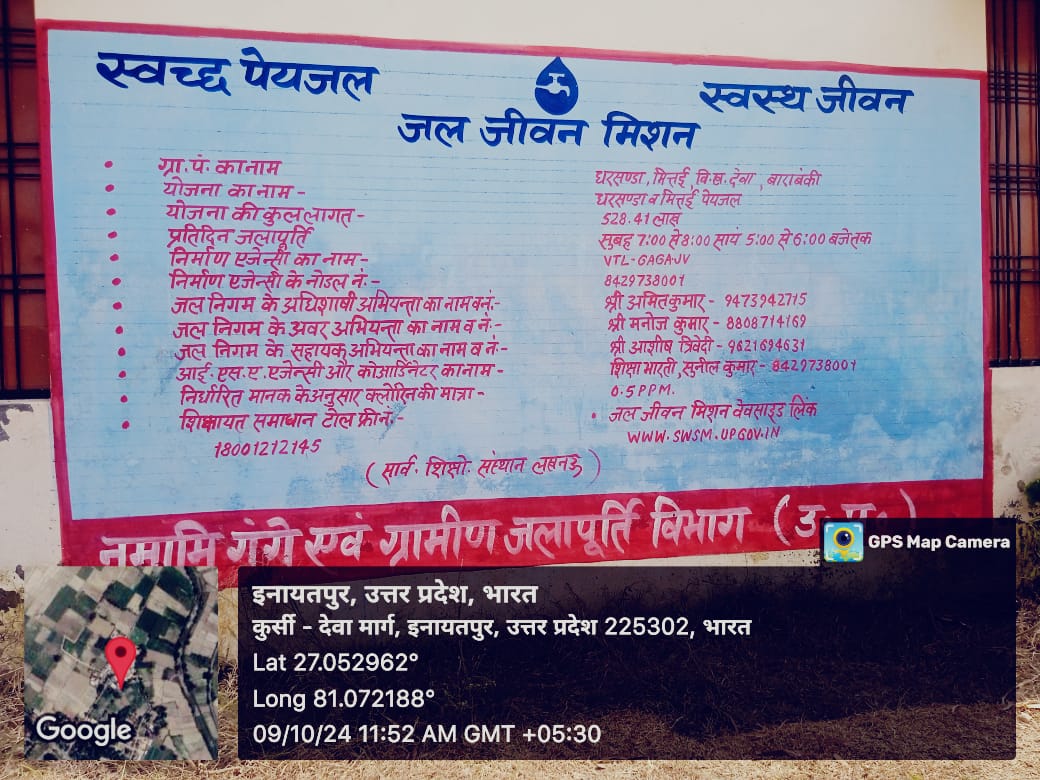 स्वच्छ पेयजल
स्वस्थ जीवन
जल जीवन मिशन
• ग्रा.पं. का नाम
घरसण्डा, मित्तई, वि.ख. देवा, बाराबंकी
• योजना का नाम -
घरसण्डा व मित्तई पेयजल
• योजना की कुल लागत -
528.41 लाख
• प्रतिदिन जलापूर्ति
सुबह 7:00 से 8:00 सायं 5:00 से 6:00 बजे तक
• निर्माण एजेन्सी का नाम -
VTL-GAGAJV
• निर्माण एजेन्सी के नोडल नं:-
8429738001
• जल निगम के अधिशाषी अभियन्ता का नाम व नं:-
श्री अमित कुमार - 9473942715
• जल निगम के अवर अभियन्ता का नाम व नं:-
श्री मनोज कुमार - 8808714169
• जल निगम के सहायक अभियन्ता का नाम व नं:-
श्री आशीष त्रिवेदी - 9621694631
• आई. एस. ए. एजेन्सी और कोआर्डिनेटर का नाम -
शिक्षा भारती, सुनील कुमार - 8429738001
• निर्धारित मानक के अनुसार क्लोरिन की मात्रा -
0.5 PPM.
• शिकायत समाधान टोल फ्री नं:-
18001212145
• जल जीवन मिशन वेवसाइड लिंक
WWW.SWSM.UPGOV.IN
(सार्व. शिक्षो. संस्थान लखनऊ)
नमामि गंगे एवं ग्रामीण जलापूर्ति विभाग (उ.प्र.)
GPS Map Camera
इनायतपुर, उत्तर प्रदेश, भारत
कुर्सी - देवा मार्ग, इनायतपुर, उत्तर प्रदेश 225302, भारत
Lat 27.052962°
Long 81.072188°
09/10/24 11:52 AM GMT +05:30
Google